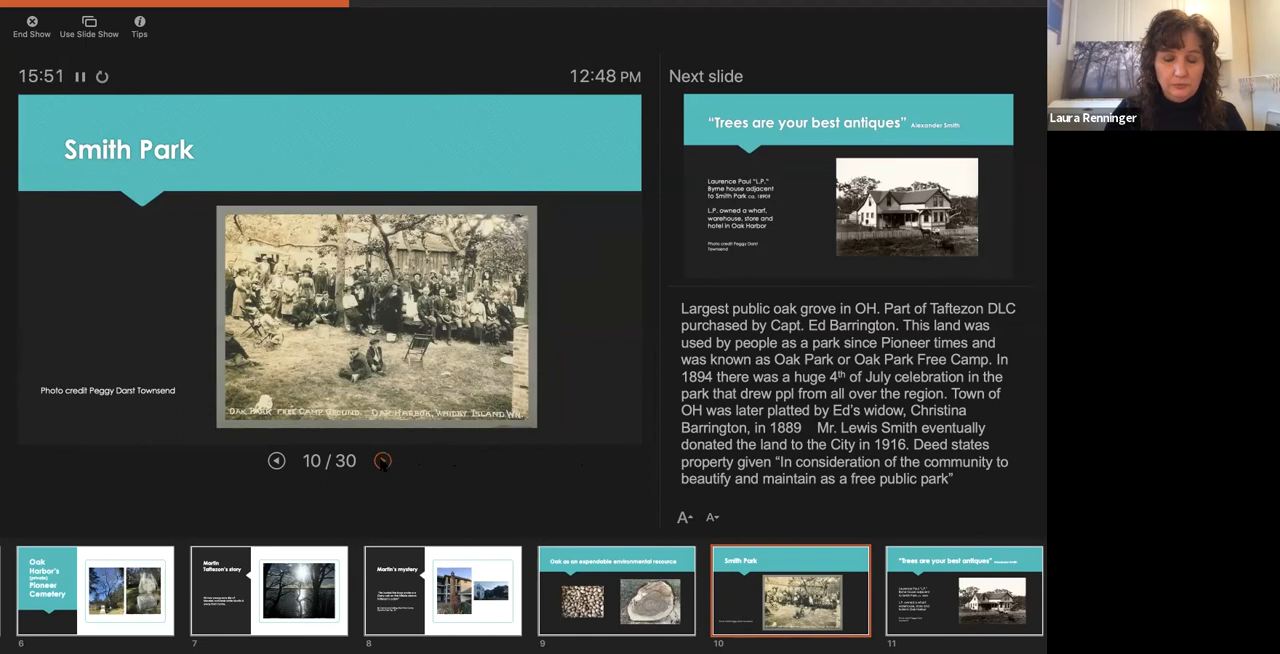 End Show
Use Slide Show
Tips
15:51
12:48 PM
Smith Park
OAK PARK FREE CAMP GROUND. OAK HARBOR, WHIDBY ISLAND WN.
Photo credit Peggy Darst Townsend
10 / 30
Next slide
"Trees are your best antiques" Alexander Smith
Laurence Paul "L.P."
Byrne house adjacent
to Smith Park ca. 1890?
L.P. owned a wharf,
warehouse, store and
hotel in Oak Harbor
Photo credit Peggy Darst
Townsend
Largest public oak grove in OH. Part of Taftezon DLC
purchased by Capt. Ed Barrington. This land was
used by people as a park since Pioneer times and
was known as Oak Park or Oak Park Free Camp. In
1894 there was a huge 4th of July celebration in the
park that drew ppl from all over the region. Town of
OH was later platted by Ed's widow, Christina
Barrington, in 1889 Mr. Lewis Smith eventually
donated the land to the City in 1916. Deed states
property given "In consideration of the community to
beautify and maintain as a free public park"
A
A
Laura Renninger
Oak
Harbor's
(private)
Pioneer
Cemetery
6
Martin
Taftezon's story
7
Martin's mystery
8
Oak as an expendable environmental resource
9
Smith Park
10
"Trees are your best antiques"
11